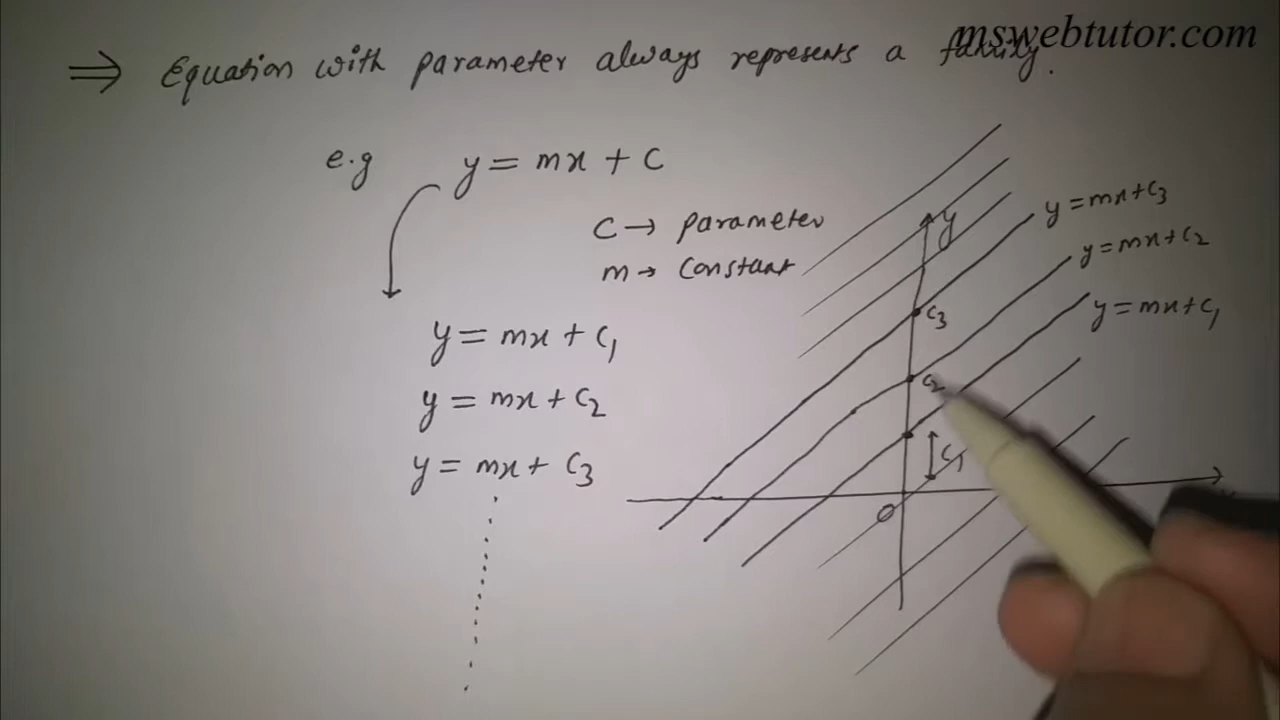 mswebtutor.com
⇒ Equation with parameter always represents a family.
e.g y = mx + c
c → parameter
m → constant
y = mx + c₁
y = mx + c₂
y = mx + c₃
y
y = mx + c₃
y = mx + c₂
y = mx + c₁
c₃
c₂
c₁
O